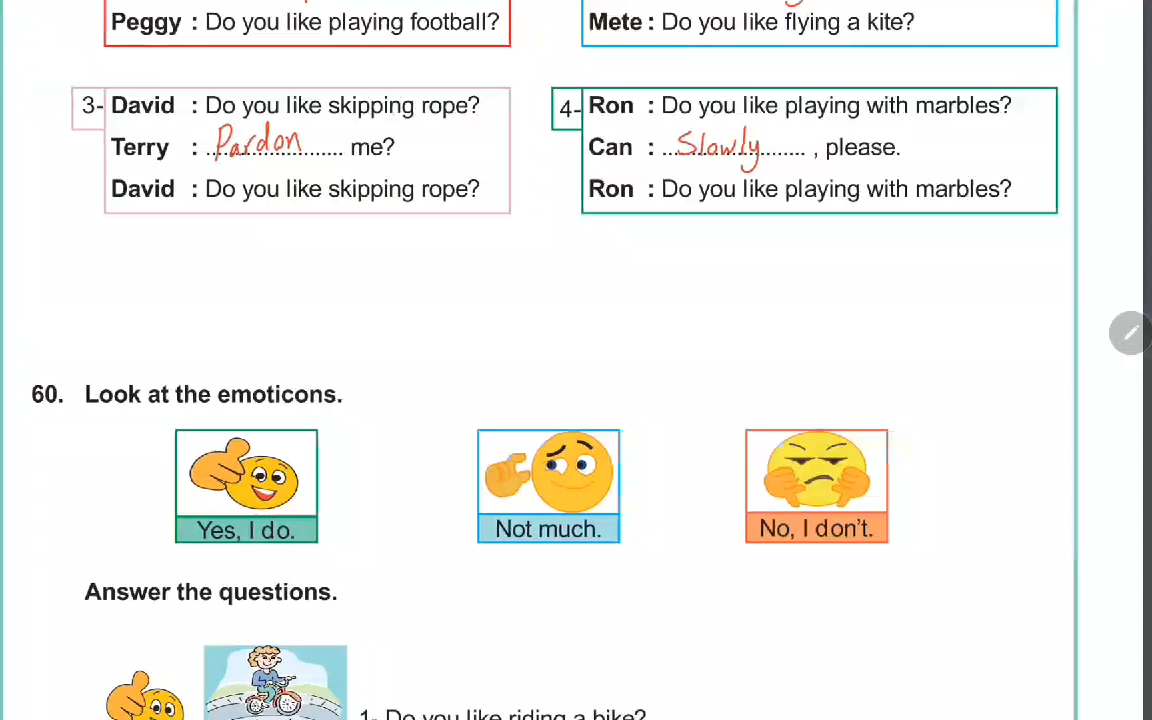 Peggy : Do you like playing football?
Mete : Do you like flying a kite?
3- David : Do you like skipping rope?
Terry : Pardon me?
David : Do you like skipping rope?
4- Ron : Do you like playing with marbles?
Can : Slowly , please.
Ron : Do you like playing with marbles?
60. Look at the emoticons.
Yes, I do.
Not much.
No, I don't.
Answer the questions.
1- Do you like riding a bike?